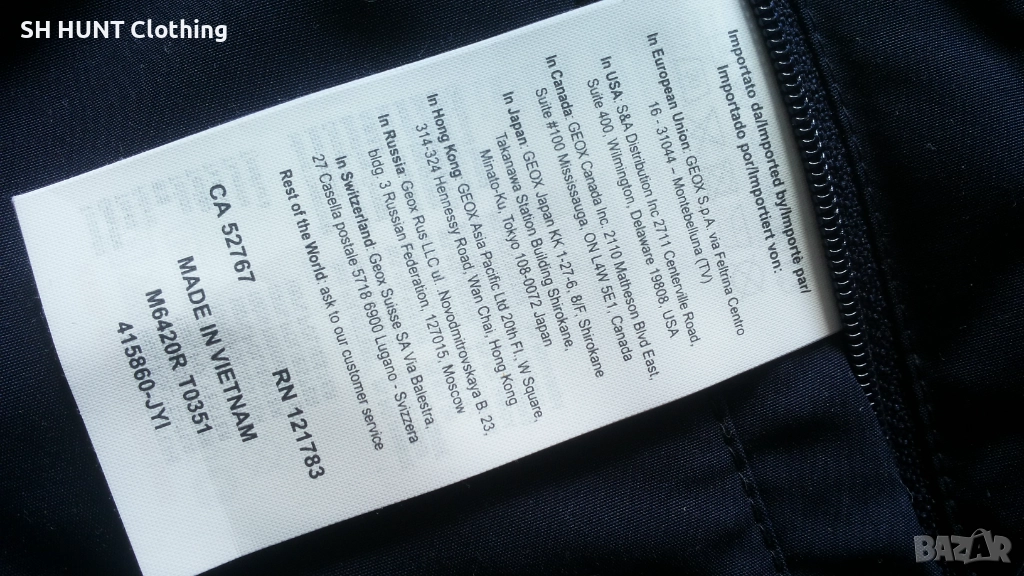 SH HUNT Clothing
Importato da/Imported by/Importè par/
Importado por/Importiert von:
In European Union: GEOX S.p.A. via Feltrina Centro
16 - 31044 – Montebelluna (TV)
In USA: S&A Distribution Inc 2711 Centerville Road,
Suite 400, Wilmington, Delaware 19808, USA
In Canada: GEOX Canada Inc. 2110 Matheson Blvd East,
Suite #100 Mississauga, ON L4W 5E1, Canada
In Japan: GEOX Japan KK 1-27-6, 8/F, Shirokane
Takanawa Station Building Shirokane,
Minato-Ku, Tokyo 108-0072 Japan
In Hong Kong: GEOX Asia Pacific Ltd 20th Fl. W Square,
314-324 Hennessy Road, Wan Chai, Hong Kong
In Russia: Geox Rus LLC ul. Novodmitrovskaya B. 23,
bldg. 3 Russian Federation, 127015, Moscow
In Switzerland: Geox Suisse SA Via Balestra,
27 Casella postale 5718 6900 Lugano - Svizzera
Rest of the World: ask to our customer service
CA 52767 RN 121783
MADE IN VIETNAM
M6420R T0351
415860-JYI
BAZAR